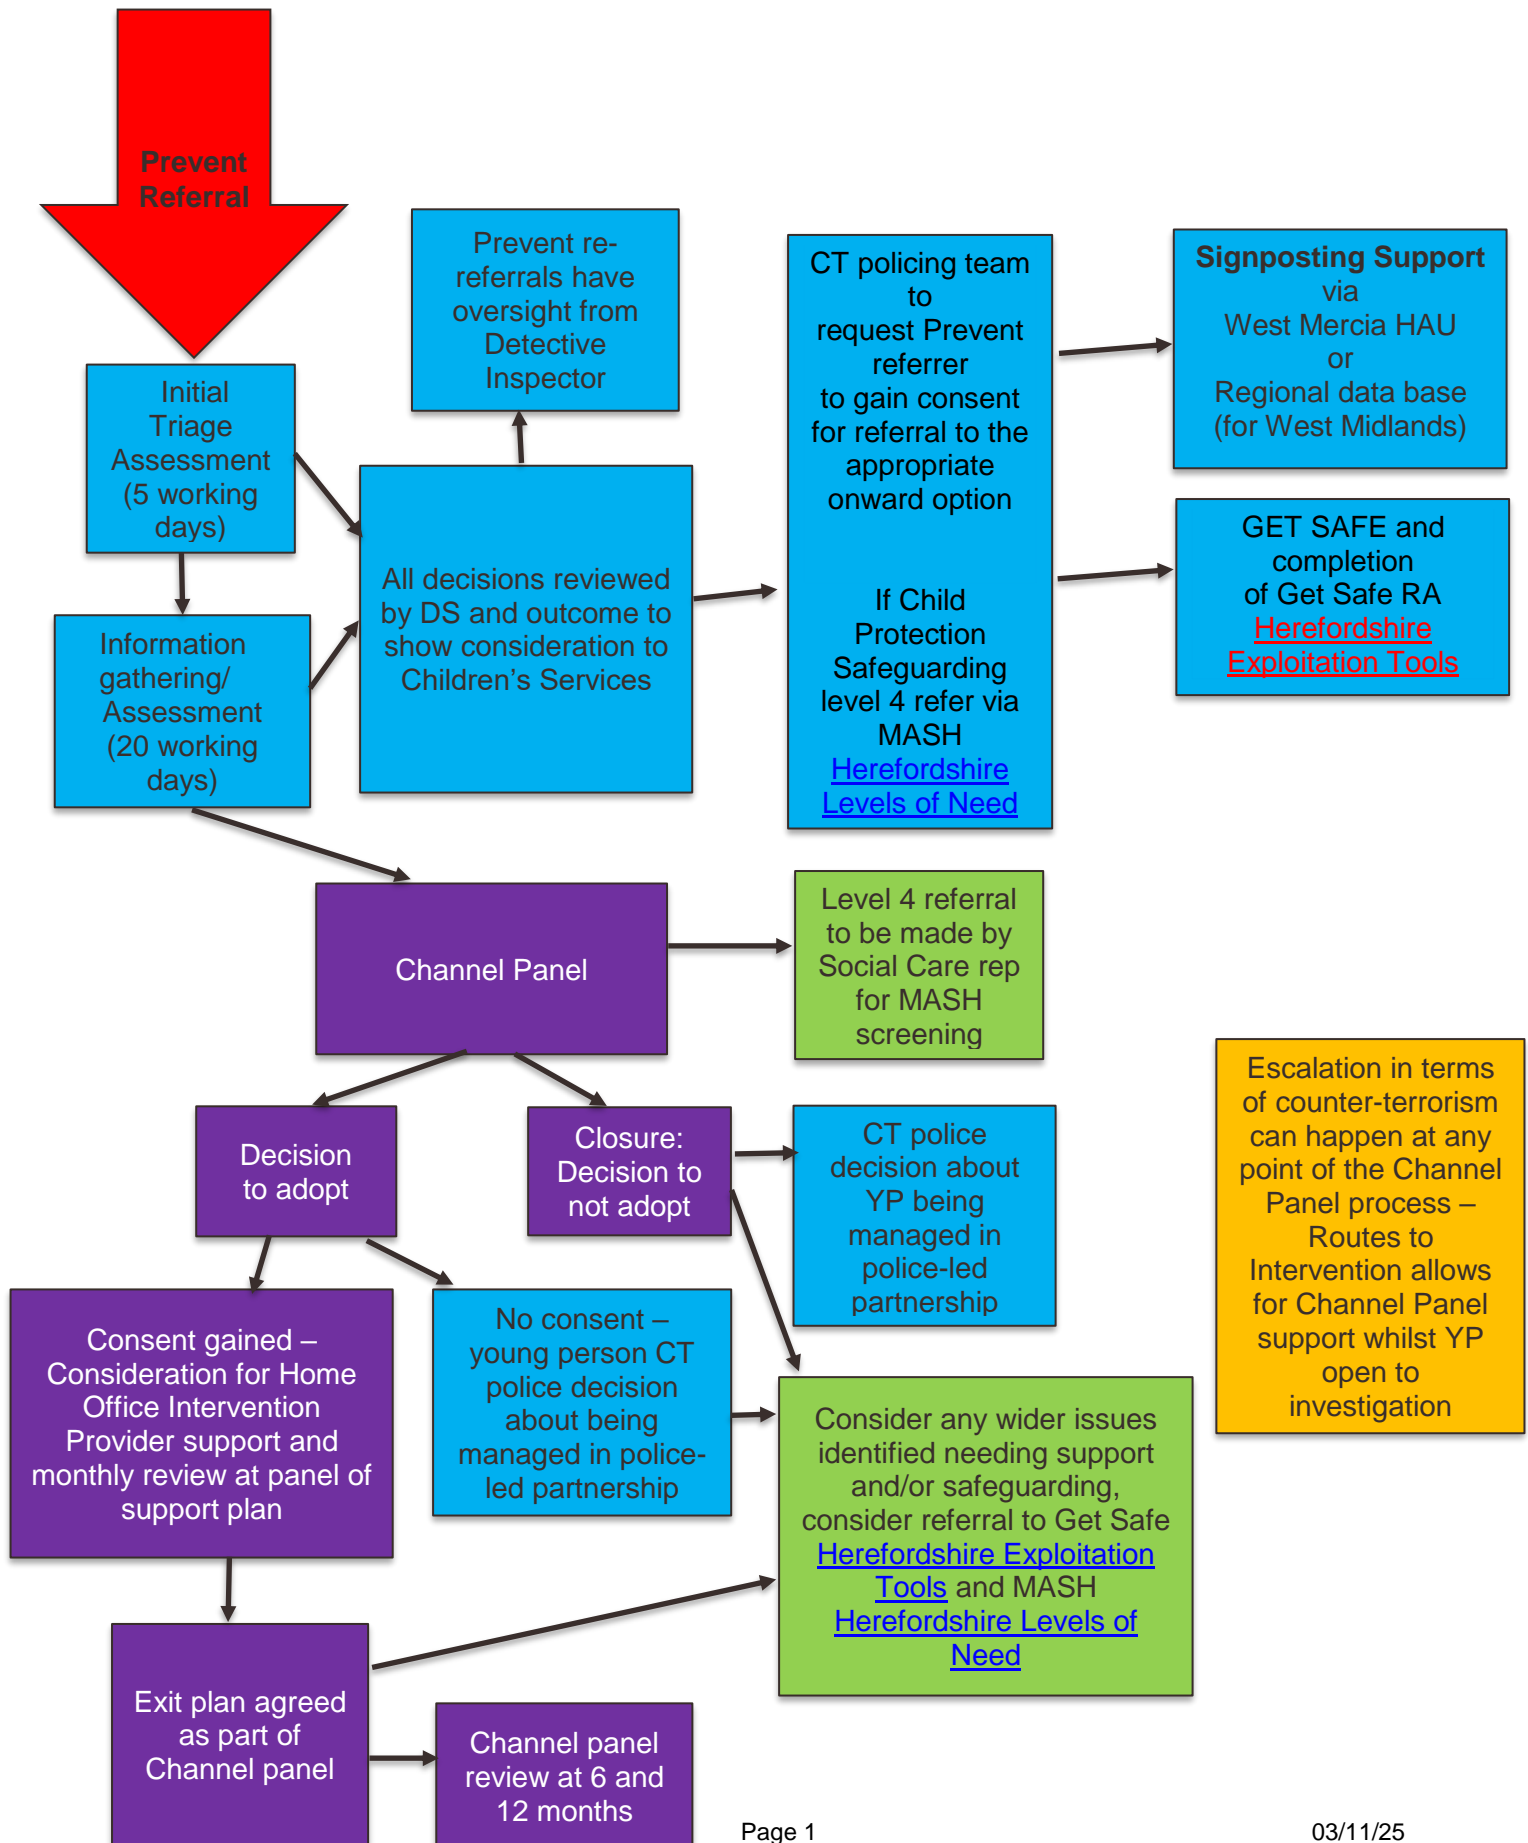 Prevent
Referral
Prevent re-
referrals have
oversight from
Detective
Inspector
CT policing team
to
request Prevent
referrer
to gain consent
for referral to the
appropriate
onward option
If Child
Protection
Safeguarding
level 4 refer via
MASH
Herefordshire
Levels of Need
Signposting Support
via
West Mercia HAU
or
Regional data base
(for West Midlands)
Initial
Triage
Assessment
(5 working
days)
All decisions reviewed
by DS and outcome to
show consideration to
Children’s Services
GET SAFE and
completion
of Get Safe RA
Herefordshire
Exploitation Tools
Information
gathering/
Assessment
(20 working
days)
Channel Panel
Level 4 referral
to be made by
Social Care rep
for MASH
screening
Escalation in terms
of counter-terrorism
can happen at any
point of the Channel
Panel process –
Routes to
Intervention allows
for Channel Panel
support whilst YP
open to
investigation
Decision
to adopt
Closure:
Decision to
not adopt
CT police
decision about
YP being
managed in
police-led
partnership
Consent gained –
Consideration for Home
Office Intervention
Provider support and
monthly review at panel of
support plan
No consent –
young person CT
police decision
about being
managed in police-
led partnership
Consider any wider issues
identified needing support
and/or safeguarding,
consider referral to Get Safe
Herefordshire Exploitation
Tools and MASH
Herefordshire Levels of
Need
Exit plan agreed
as part of
Channel panel
Channel panel
review at 6 and
12 months
Page 1
03/11/25